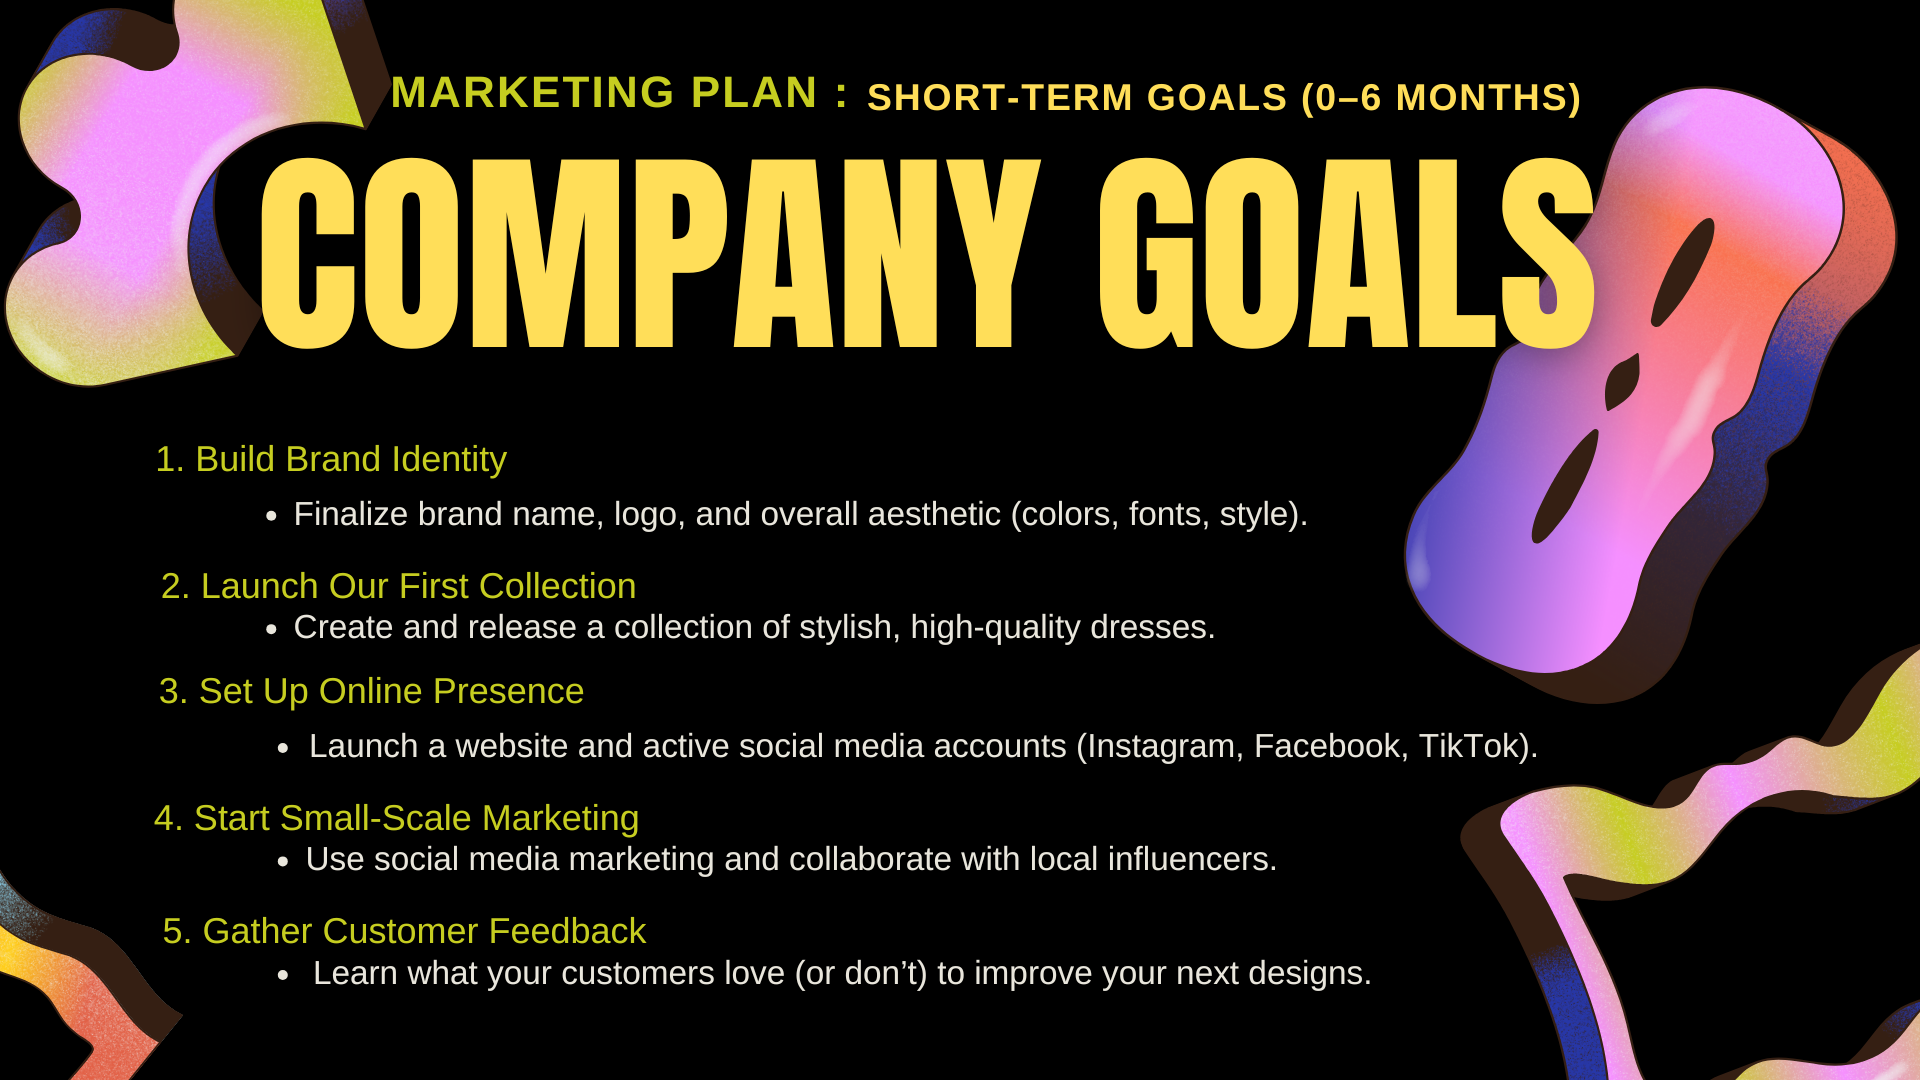 MARKETING PLAN : SHORT-TERM GOALS (0–6 MONTHS)
COMPANY GOALS
1. Build Brand Identity
• Finalize brand name, logo, and overall aesthetic (colors, fonts, style).
2. Launch Our First Collection
• Create and release a collection of stylish, high-quality dresses.
3. Set Up Online Presence
• Launch a website and active social media accounts (Instagram, Facebook, TikTok).
4. Start Small-Scale Marketing
• Use social media marketing and collaborate with local influencers.
5. Gather Customer Feedback
• Learn what your customers love (or don’t) to improve your next designs.